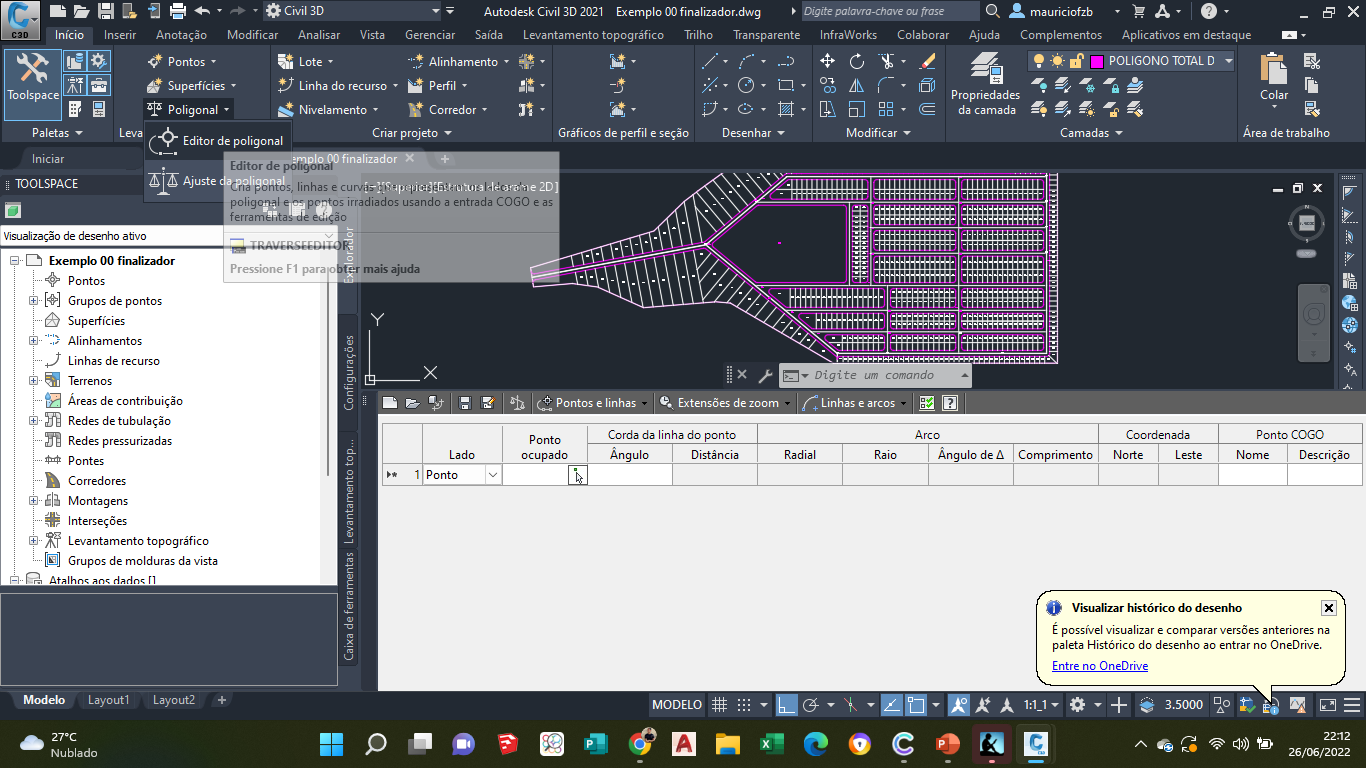 C3D
Civil 3D
Autodesk Civil 3D 2021 Exemplo 00 finalizador.dwg
Digite palavra-chave ou frase
mauriciofzb
Início Inserir Anotação Modificar Analisar Vista Gerenciar Saída Levantamento topográfico Trilho Transparente InfraWorks Colaborar Ajuda Complementos Aplicativos em destaque
Toolspace
Paletas
Pontos
Superfícies
Poligonal
Leva
Lote
Linha do recurso
Nivelamento
Alinhamento
Perfil
Corredor
Criar projeto
Gráficos de perfil e seção
Desenhar
Modificar
Propriedades
da camada
POLIGONO TOTAL D
Camadas
Colar
Área de trabalho
Editor de poligonal
Ajuste da poligonal
Iniciar
emplo 00 finalizador
Editor de poligonal
poligonal e os pontos irradiados usando a entrada COGO e as
ferramentas de edição
TRAVERSEEDITOR
Pressione F1 para obter mais ajuda
TOOLSPACE
Visualização de desenho ativo
Exemplo 00 finalizador
Pontos
Grupos de pontos
Superfícies
Alinhamentos
Linhas de recurso
Terrenos
Áreas de contribuição
Redes de tubulação
Redes pressurizadas
Pontes
Corredores
Montagens
Interseções
Levantamento topográfico
Grupos de molduras da vista
Atalhos aos dados []
Explorador
Configurações
Levantamento top...
Caixa de ferramentas
Y
X
Digite um comando
Pontos e linhas
Extensões de zoom
Linhas e arcos
Lado
Ponto
ocupado
Corda da linha do ponto
Ângulo Distância
Arco
Radial Raio Ângulo de Δ Comprimento
Coordenada
Norte Leste
Ponto COGO
Nome Descrição
1 Ponto
Visualizar histórico do desenho
É possível visualizar e comparar versões anteriores na
paleta Histórico do desenho ao entrar no OneDrive.
Entre no OneDrive
Modelo Layout1 Layout2
MODELO
1:1_1
3.5000
27°C
Nublado
22:12
26/06/2022